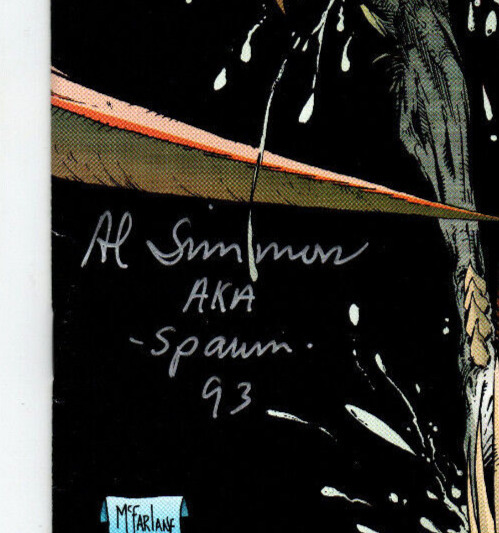 Al Simmons
AKA
-Spawn.
93
McFARLANE